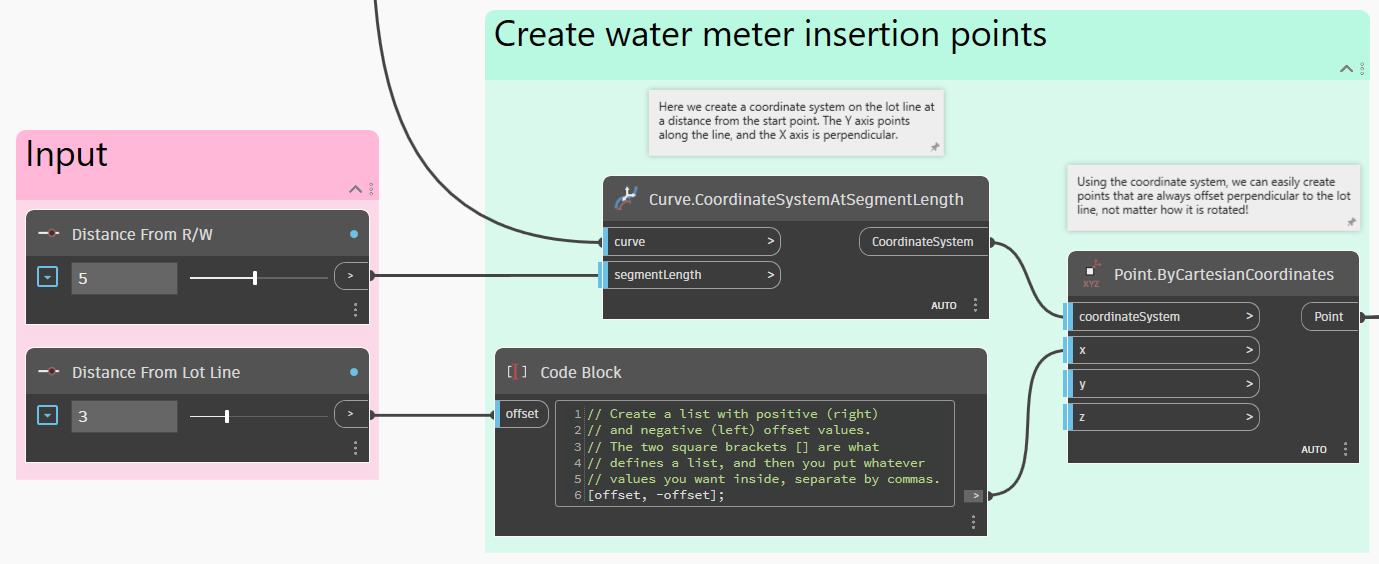 Create water meter insertion points
Here we create a coordinate system on the lot line at
a distance from the start point. The Y axis points
along the line, and the X axis is perpendicular.
Input
Using the coordinate system, we can easily create
points that are always offset perpendicular to the lot
line, not matter how it is rotated!
Distance From R/W
5
>
Curve.CoordinateSystemAtSegmentLength
curve >
CoordinateSystem
segmentLength >
AUTO
Point.ByCartesianCoordinates
XYZ
coordinateSystem >
Point
x >
y >
z >
AUTO
Distance From Lot Line
3
>
[ ] Code Block
offset
1 // Create a list with positive (right)
2 // and negative (left) offset values.
3 // The two square brackets [] are what
4 // defines a list, and then you put whatever
5 // values you want inside, separate by commas.
6 [offset, -offset];
>